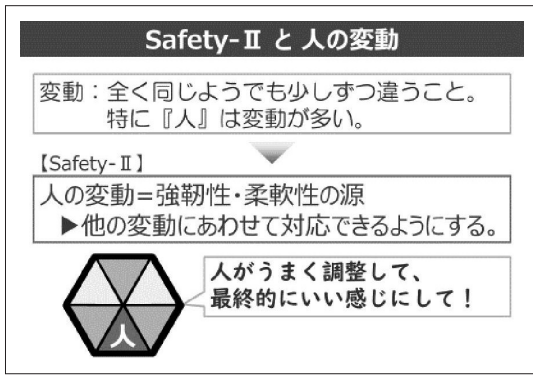 Safety-Ⅱ と 人の変動
変動：全く同じようでも少しずつ違うこと。
特に『人』は変動が多い。
【Safety-Ⅱ】
人の変動＝強靭性・柔軟性の源
▶他の変動にあわせて対応できるようにする。
人がうまく調整して、
最終的にいい感じにして！
人